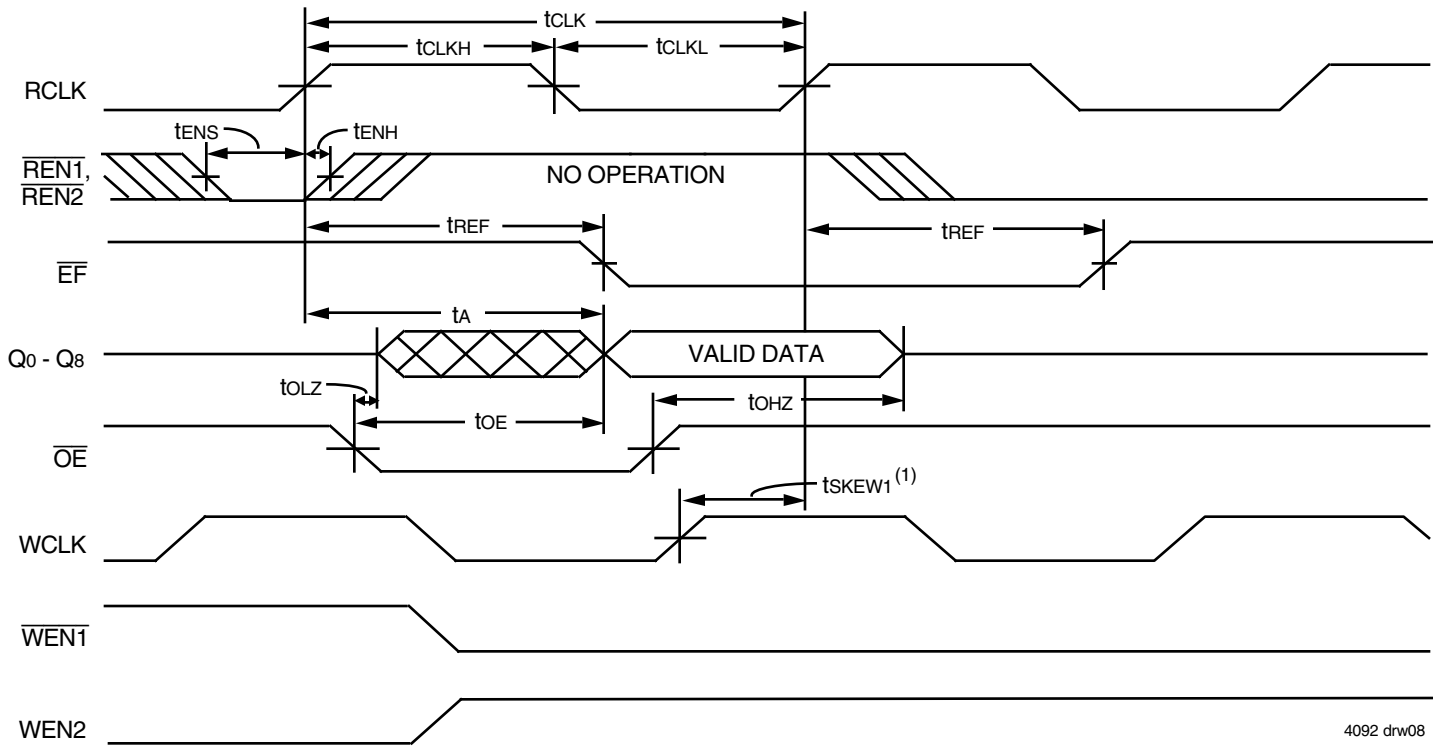 tCLK
tCLKH
tCLKL
RCLK
tENS
tENH
REN1,
REN2
NO OPERATION
tREF
tREF
EF
tA
Q0 - Q8
VALID DATA
tOLZ
tOHZ
tOE
OE
tSKEW1 (1)
WCLK
WEN1
WEN2
4092 drw08